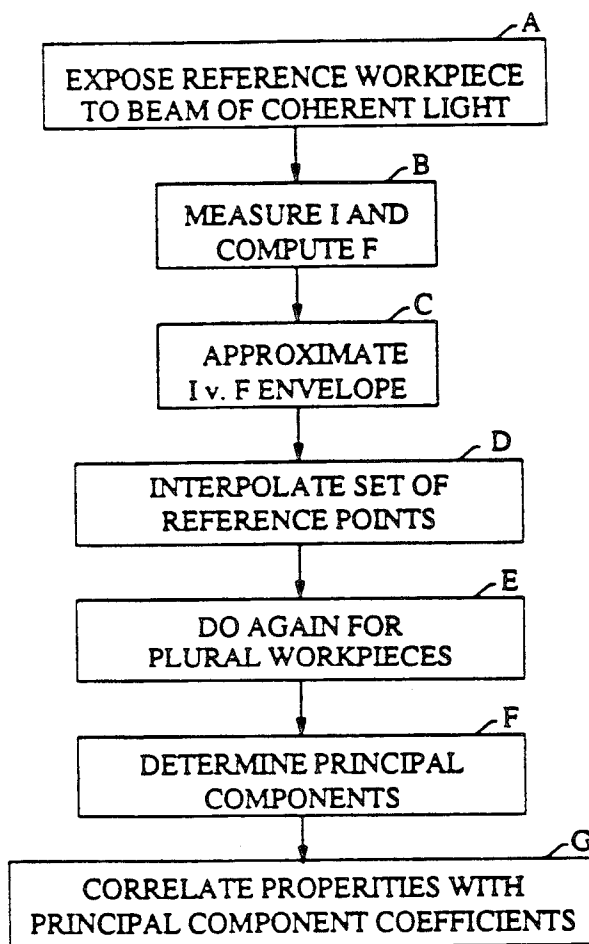 A
EXPOSE REFERENCE WORKPIECE
TO BEAM OF COHERENT LIGHT
B
MEASURE I AND
COMPUTE F
C
APPROXIMATE
I v. F ENVELOPE
D
INTERPOLATE SET OF
REFERENCE POINTS
E
DO AGAIN FOR
PLURAL WORKPIECES
F
DETERMINE PRINCIPAL
COMPONENTS
G
CORRELATE PROPERITIES WITH
PRINCIPAL COMPONENT COEFFICIENTS